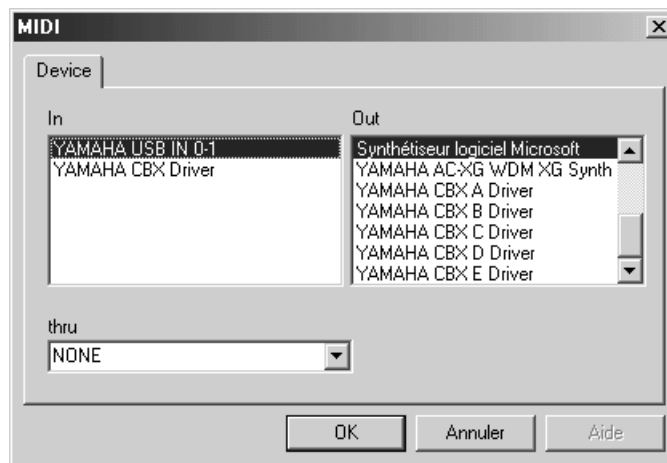 MIDI
Device
In
YAMAHA USB IN 0-1
YAMAHA CBX Driver
Out
Synthétiseur logiciel Microsoft
YAMAHA AC-XG WDM XG Synth
YAMAHA CBX A Driver
YAMAHA CBX B Driver
YAMAHA CBX C Driver
YAMAHA CBX D Driver
YAMAHA CBX E Driver
thru
NONE
OK
Annuler
Aide